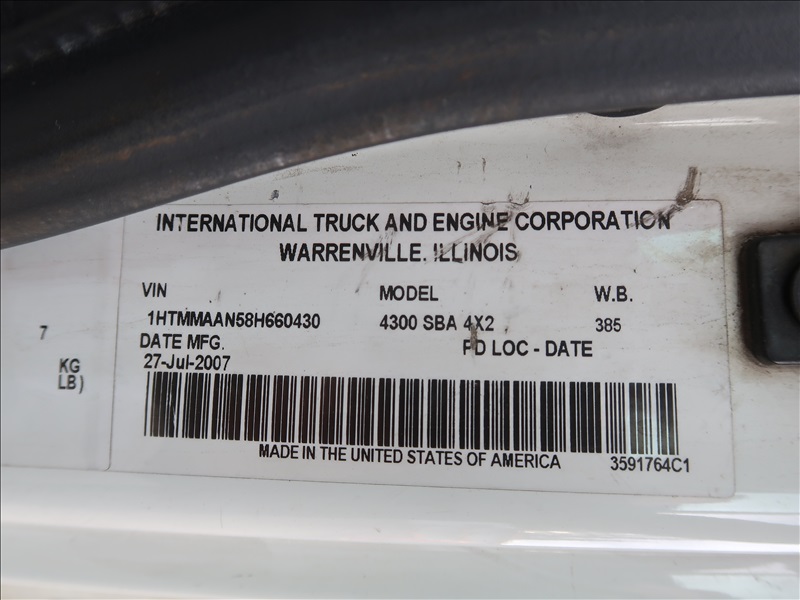 INTERNATIONAL TRUCK AND ENGINE CORPORATION
WARRENVILLE, ILLINOIS
VIN MODEL W.B.
1HTMMAAN58H660430 4300 SBA 4X2 385
DATE MFG. PD LOC - DATE
27-Jul-2007
MADE IN THE UNITED STATES OF AMERICA 3591764C1
7
KG
LB)